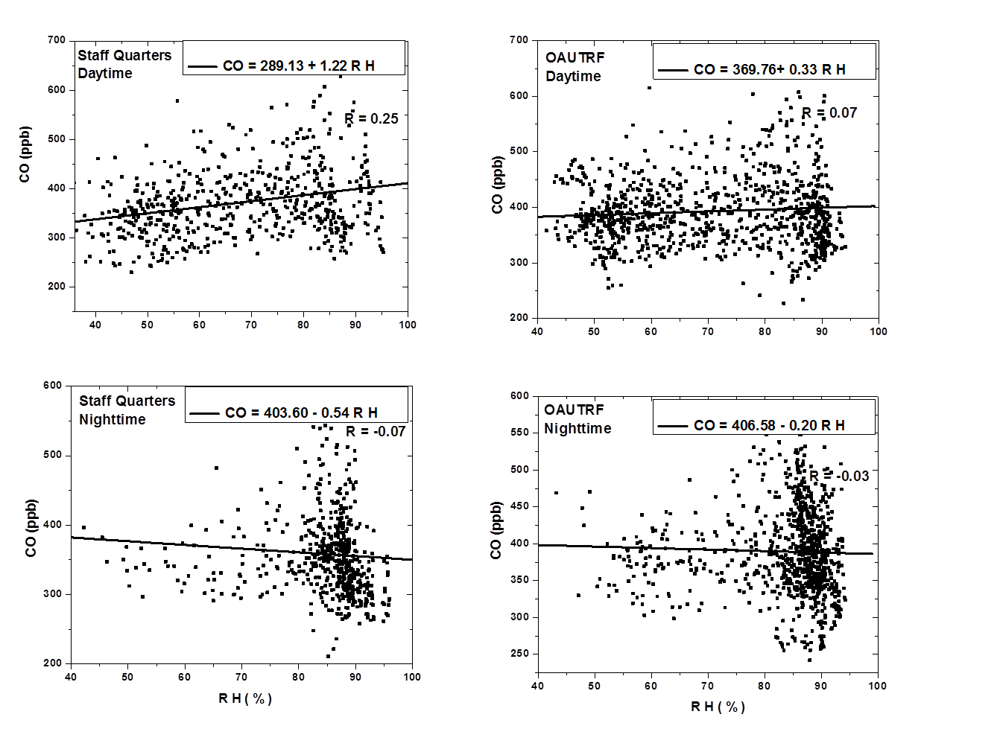 Staff Quarters
Daytime
CO = 289.13 + 1.22 R H
R = 0.25
CO (ppb)
700
600
500
400
300
200
40 50 60 70 80 90 100
OAUTRF
Daytime
CO = 369.76+ 0.33 R H
R = 0.07
CO (ppb)
700
600
500
400
300
200
40 50 60 70 80 90 100
Staff Quarters
Nighttime
CO = 403.60 - 0.54 R H
R = -0.07
CO (ppb)
600
500
400
300
200
40 50 60 70 80 90 100
R H ( % )
OAUTRF
Nighttime
CO = 406.58 - 0.20 R H
R = -0.03
CO (ppb)
600
550
500
450
400
350
300
250
40 50 60 70 80 90 100
R H ( % )